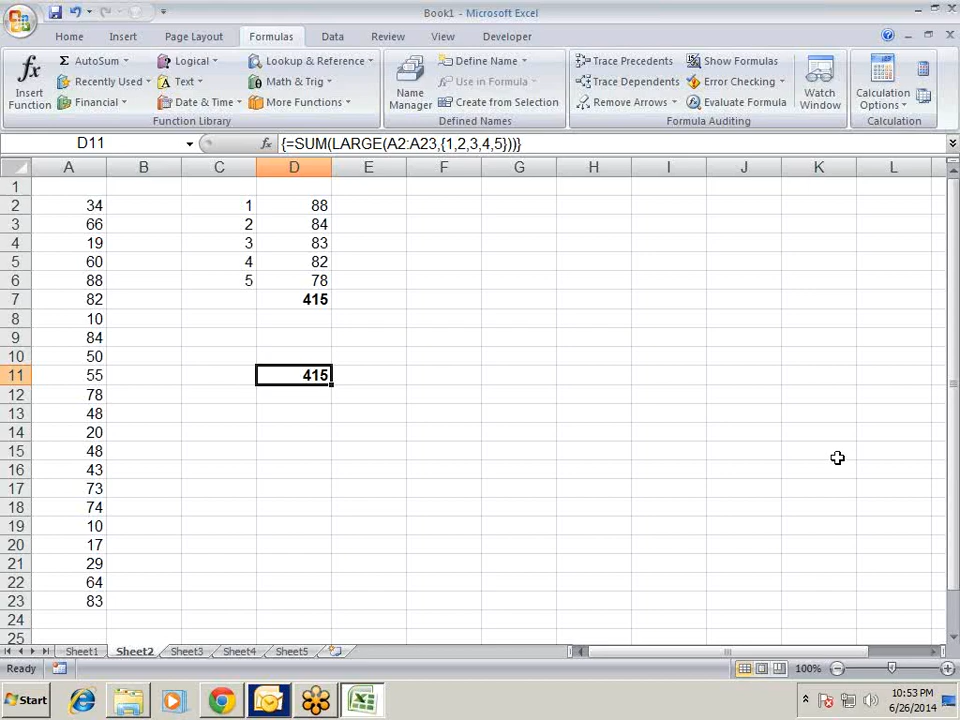 Book1 - Microsoft Excel
Home Insert Page Layout Formulas Data Review View Developer
fx Insert Function
Σ AutoSum Logical Lookup & Reference
Recently Used Text Math & Trig
Financial Date & Time More Functions
Function Library
Name Manager
Define Name
Use in Formula
Create from Selection
Defined Names
Trace Precedents Show Formulas
Trace Dependents Error Checking
Remove Arrows Evaluate Formula
Formula Auditing
Watch Window
Calculation Options
Calculation
D11 fx {=SUM(LARGE(A2:A23,{1,2,3,4,5}))}
A B C D E F G H I J K L
1
2 34 1 88
3 66 2 84
4 19 3 83
5 60 4 82
6 88 5 78
7 82 415
8 10
9 84
10 50
11 55 415
12 78
13 48
14 20
15 48
16 43
17 73
18 74
19 10
20 17
21 29
22 64
23 83
24
25
Sheet1 Sheet2 Sheet3 Sheet4 Sheet5
Ready 100%
Start 10:53 PM
6/26/2014